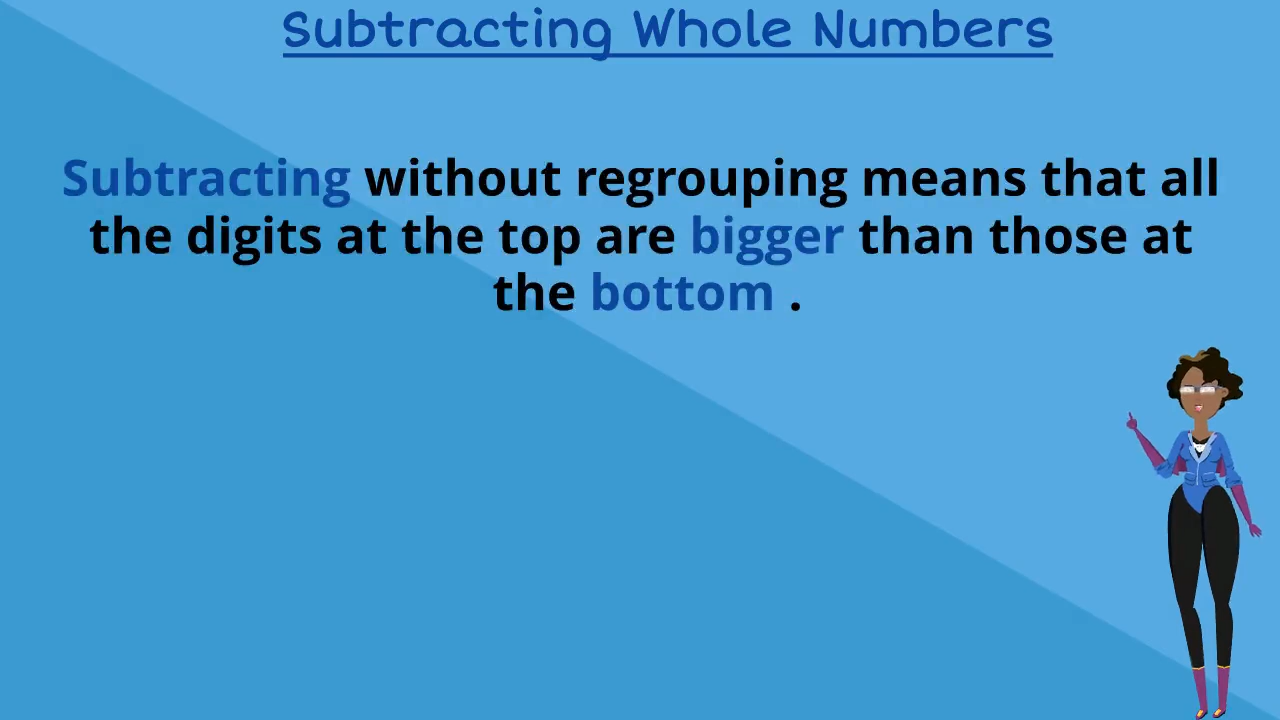 Subtracting Whole Numbers
Subtracting without regrouping means that all
the digits at the top are bigger than those at
the bottom .